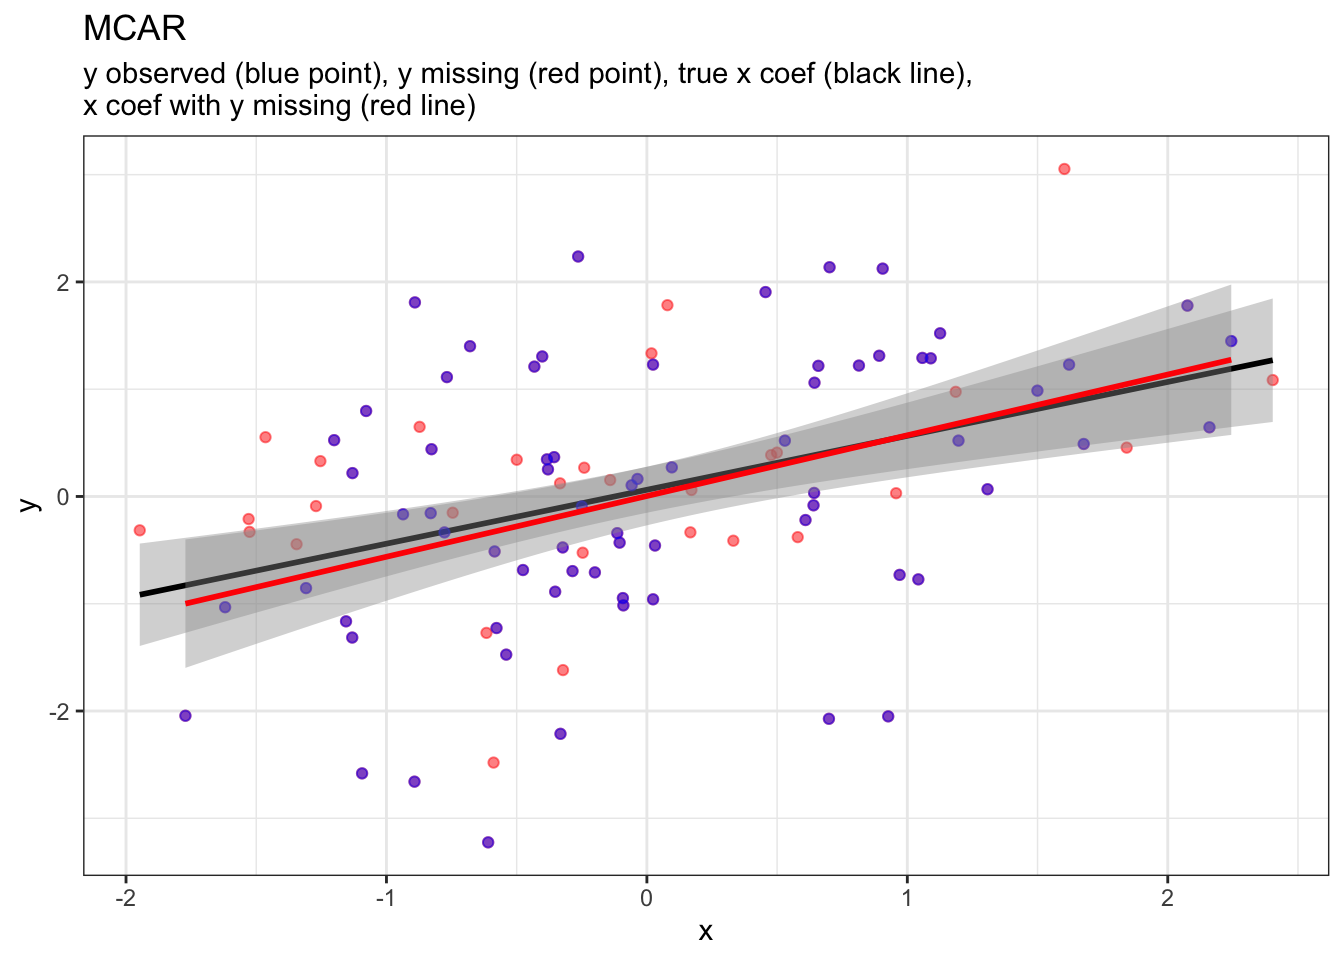 MCAR
y observed (blue point), y missing (red point), true x coef (black line),
x coef with y missing (red line)
2
0
-2
y
-2 -1 0 1 2
x